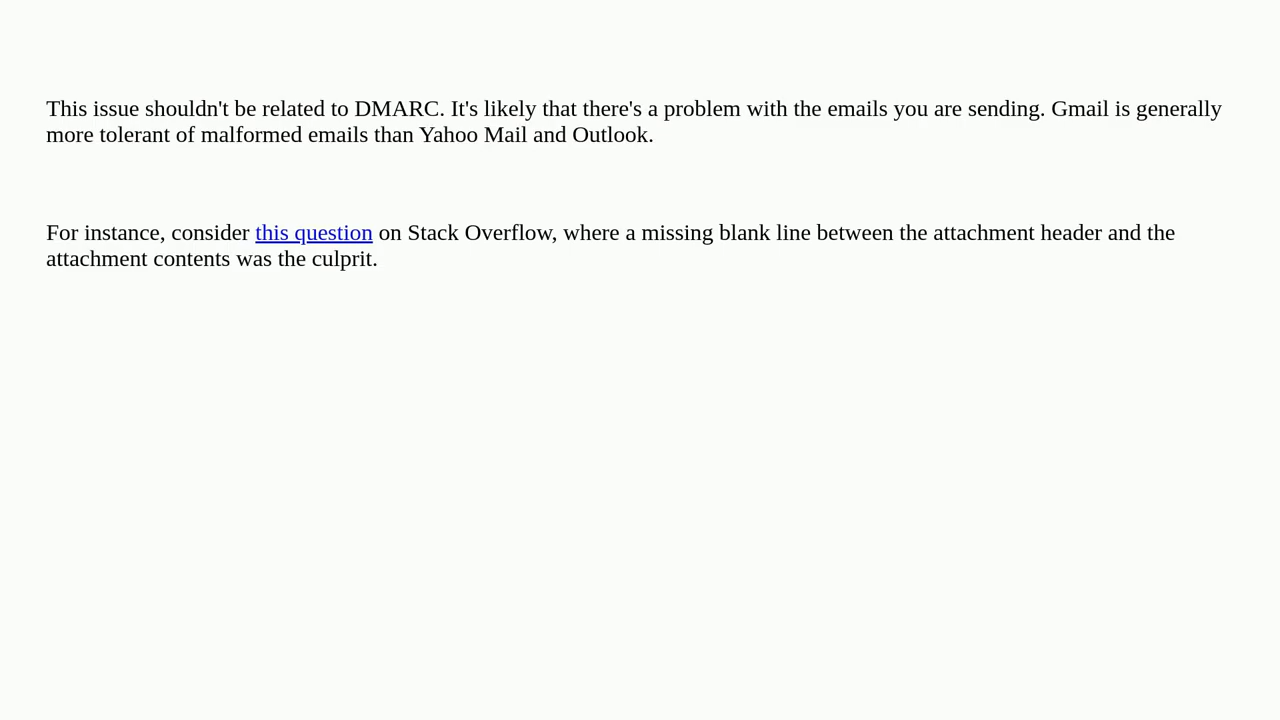 This issue shouldn't be related to DMARC. It's likely that there's a problem with the emails you are sending. Gmail is generally
more tolerant of malformed emails than Yahoo Mail and Outlook.
For instance, consider this question on Stack Overflow, where a missing blank line between the attachment header and the
attachment contents was the culprit.